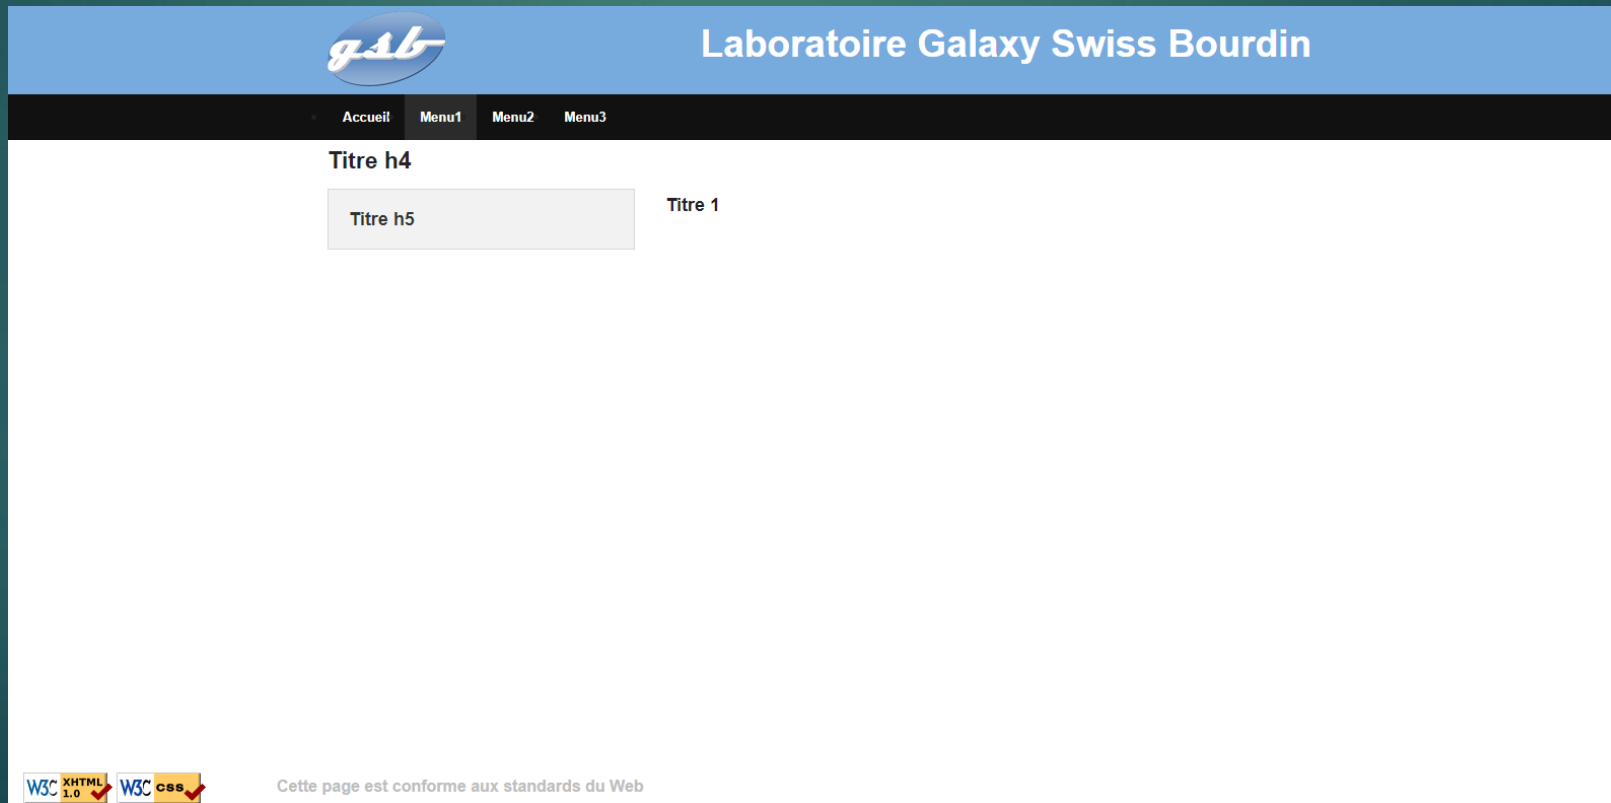 gsb
Laboratoire Galaxy Swiss Bourdin
Accueil Menu1 Menu2 Menu3
Titre h4
Titre h5
Titre 1
W3C XHTML 1.0
W3C css
Cette page est conforme aux standards du Web